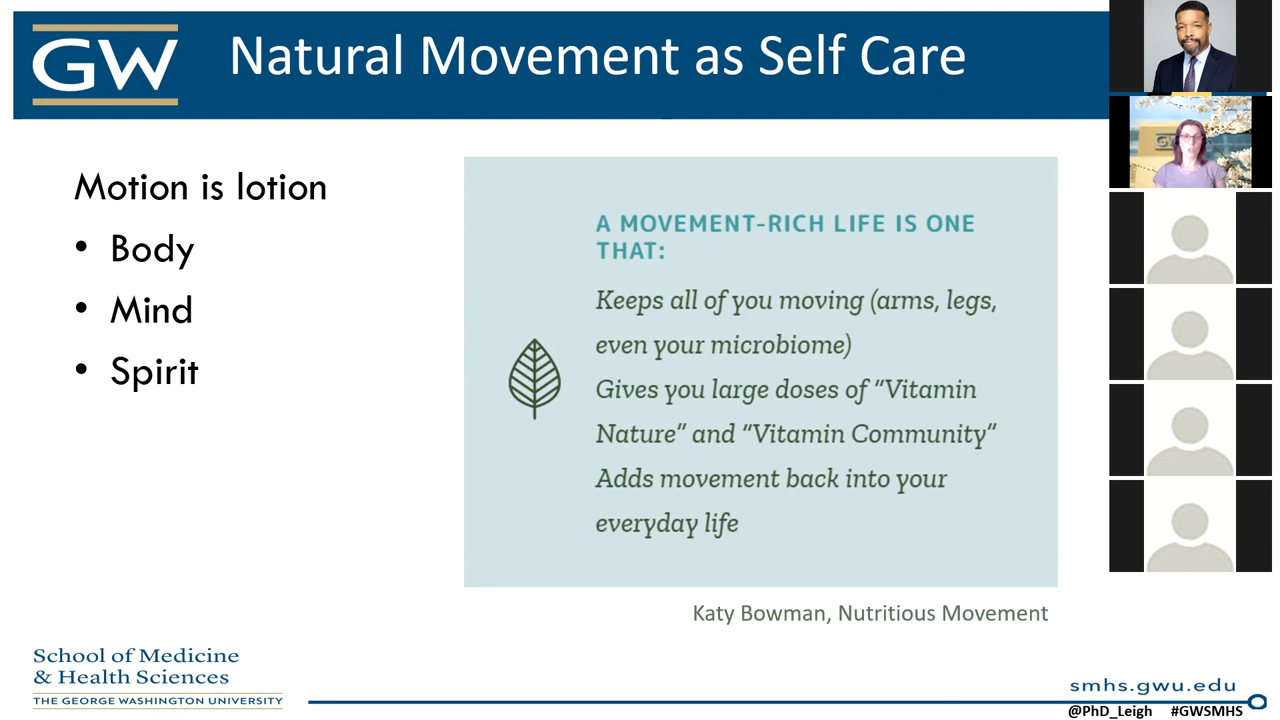 GW
Natural Movement as Self Care
Motion is lotion
• Body
• Mind
• Spirit
A MOVEMENT-RICH LIFE IS ONE
THAT:
Keeps all of you moving (arms, legs,
even your microbiome)
Gives you large doses of “Vitamin
Nature“ and “Vitamin Community”
Adds movement back into your
everyday life
Katy Bowman, Nutritious Movement
School of Medicine
& Health Sciences
THE GEORGE WASHINGTON UNIVERSITY
smhs.gwu.edu
@PhD_Leigh #GWSMHS